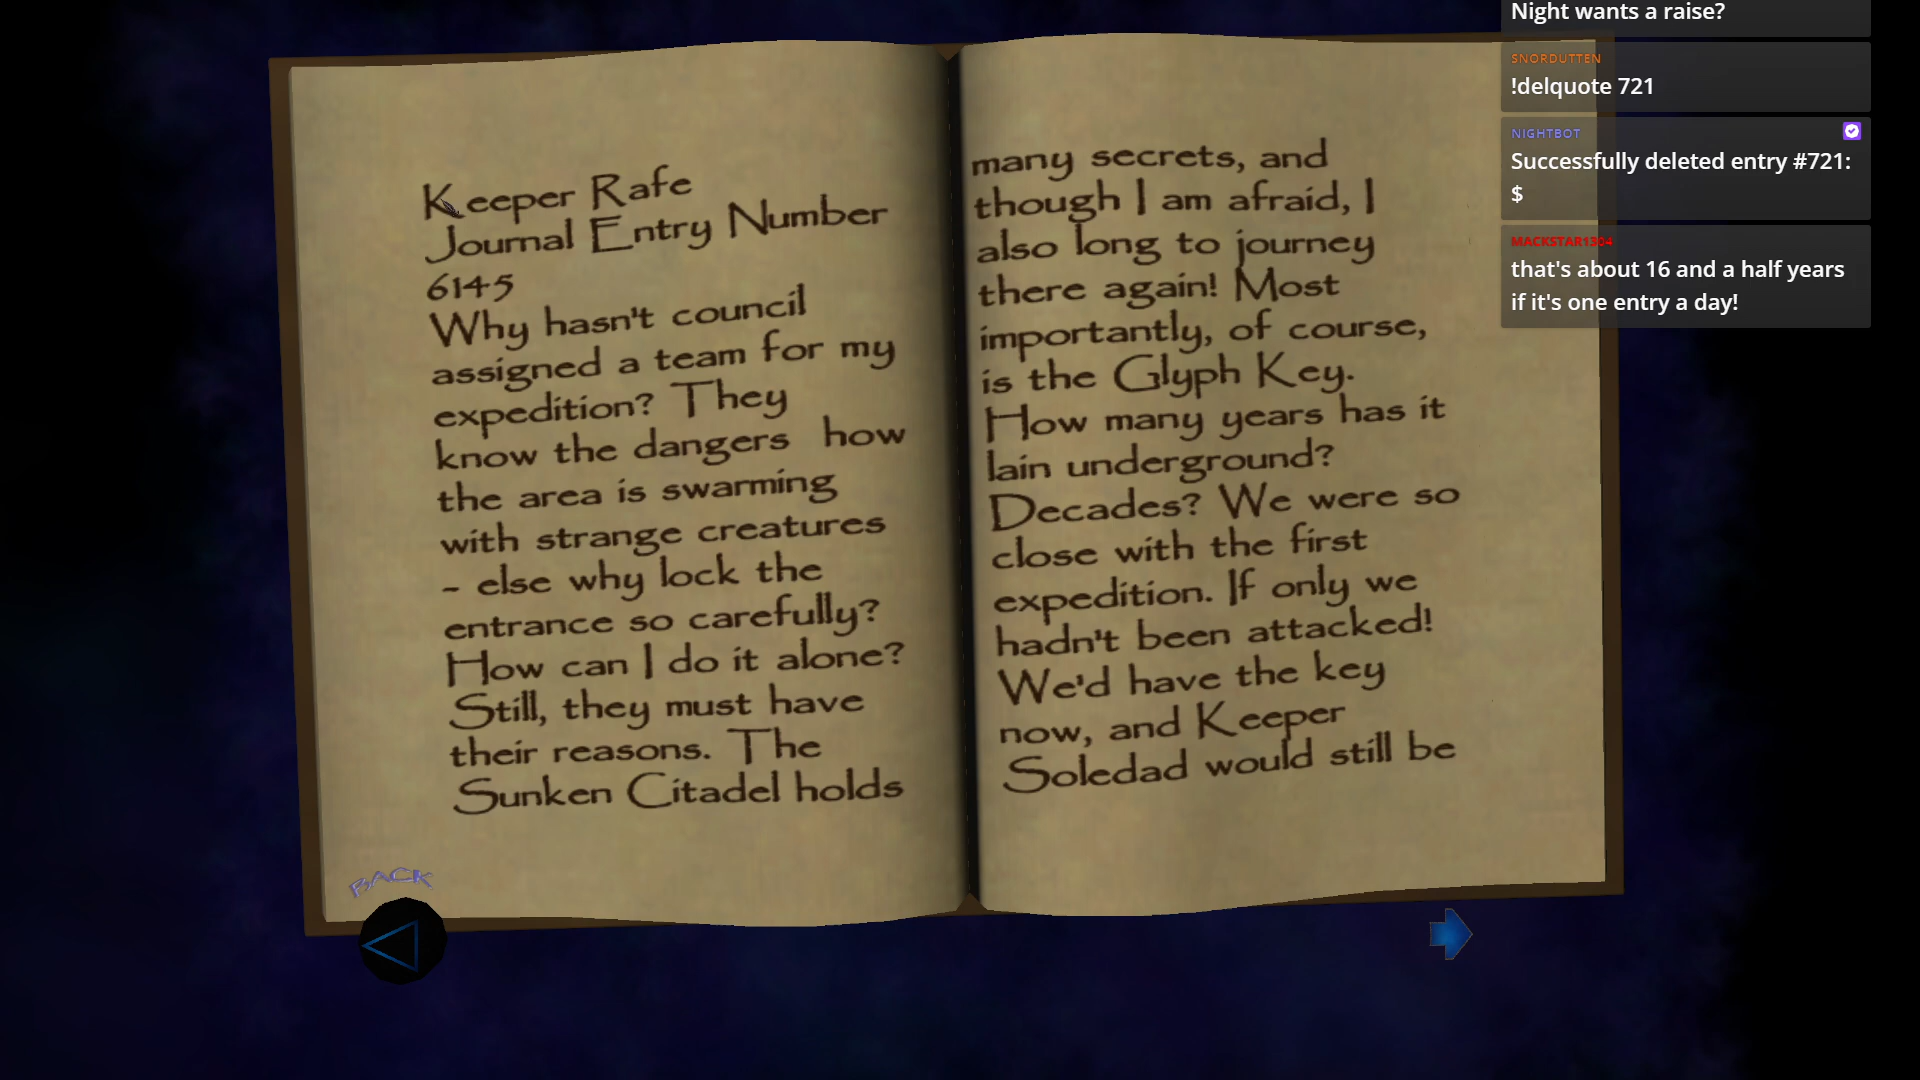 Keeper Rafe
Journal Entry Number
6145
Why hasn't council
assigned a team for my
expedition? They
know the dangers how
the area is swarming
with strange creatures
- else why lock the
entrance so carefully?
How can I do it alone?
Still, they must have
their reasons. The
Sunken Citadel holds
many secrets, and
though I am afraid, I
also long to journey
there again! Most
importantly, of course,
is the Glyph Key.
How many years has it
lain underground?
Decades? We were so
close with the first
expedition. If only we
hadn't been attacked!
We'd have the key
now, and Keeper
Soledad would still be
BACK
Night wants a raise?
SNORDUTTEN
!delquote 721
NIGHTBOT
Successfully deleted entry #721:
$
MACKSTAR1304
that's about 16 and a half years
if it's one entry a day!